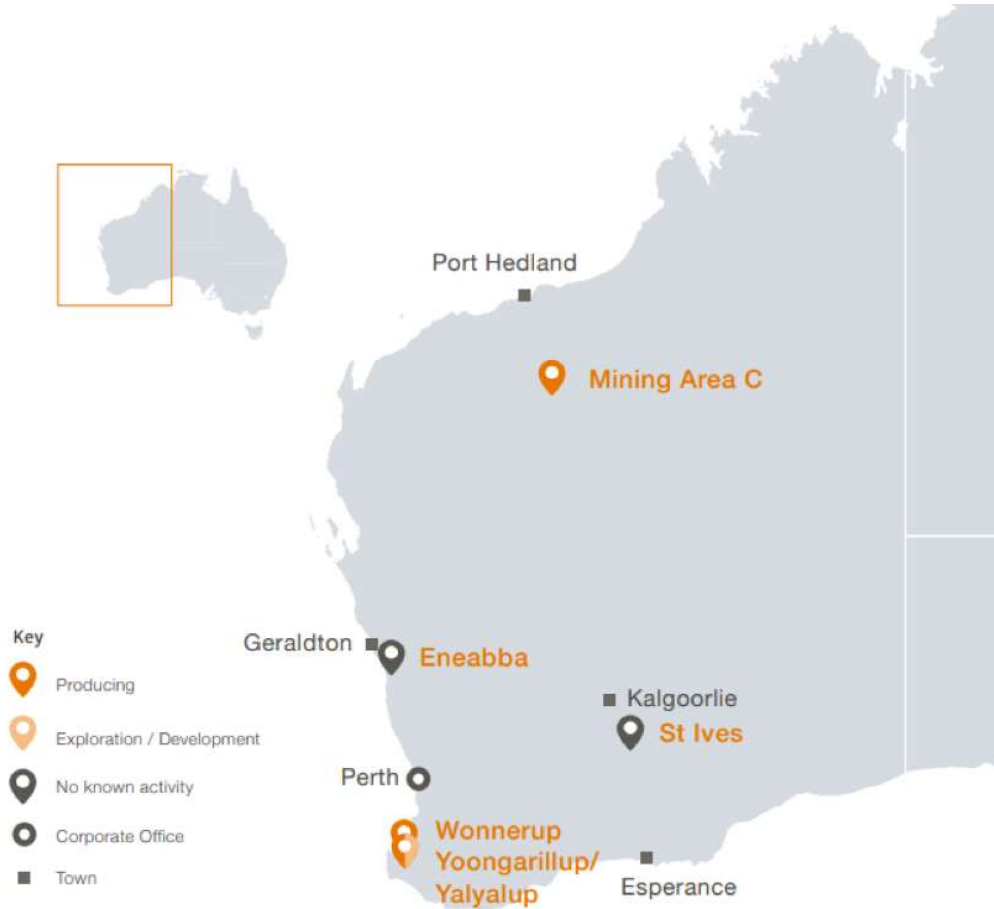 Port Hedland
Mining Area C
Geraldton
Eneabba
Kalgoorlie
St Ives
Perth
Wonnerup
Yoongarillup/
Yalyalup
Esperance
Key
Producing
Exploration / Development
No known activity
Corporate Office
Town